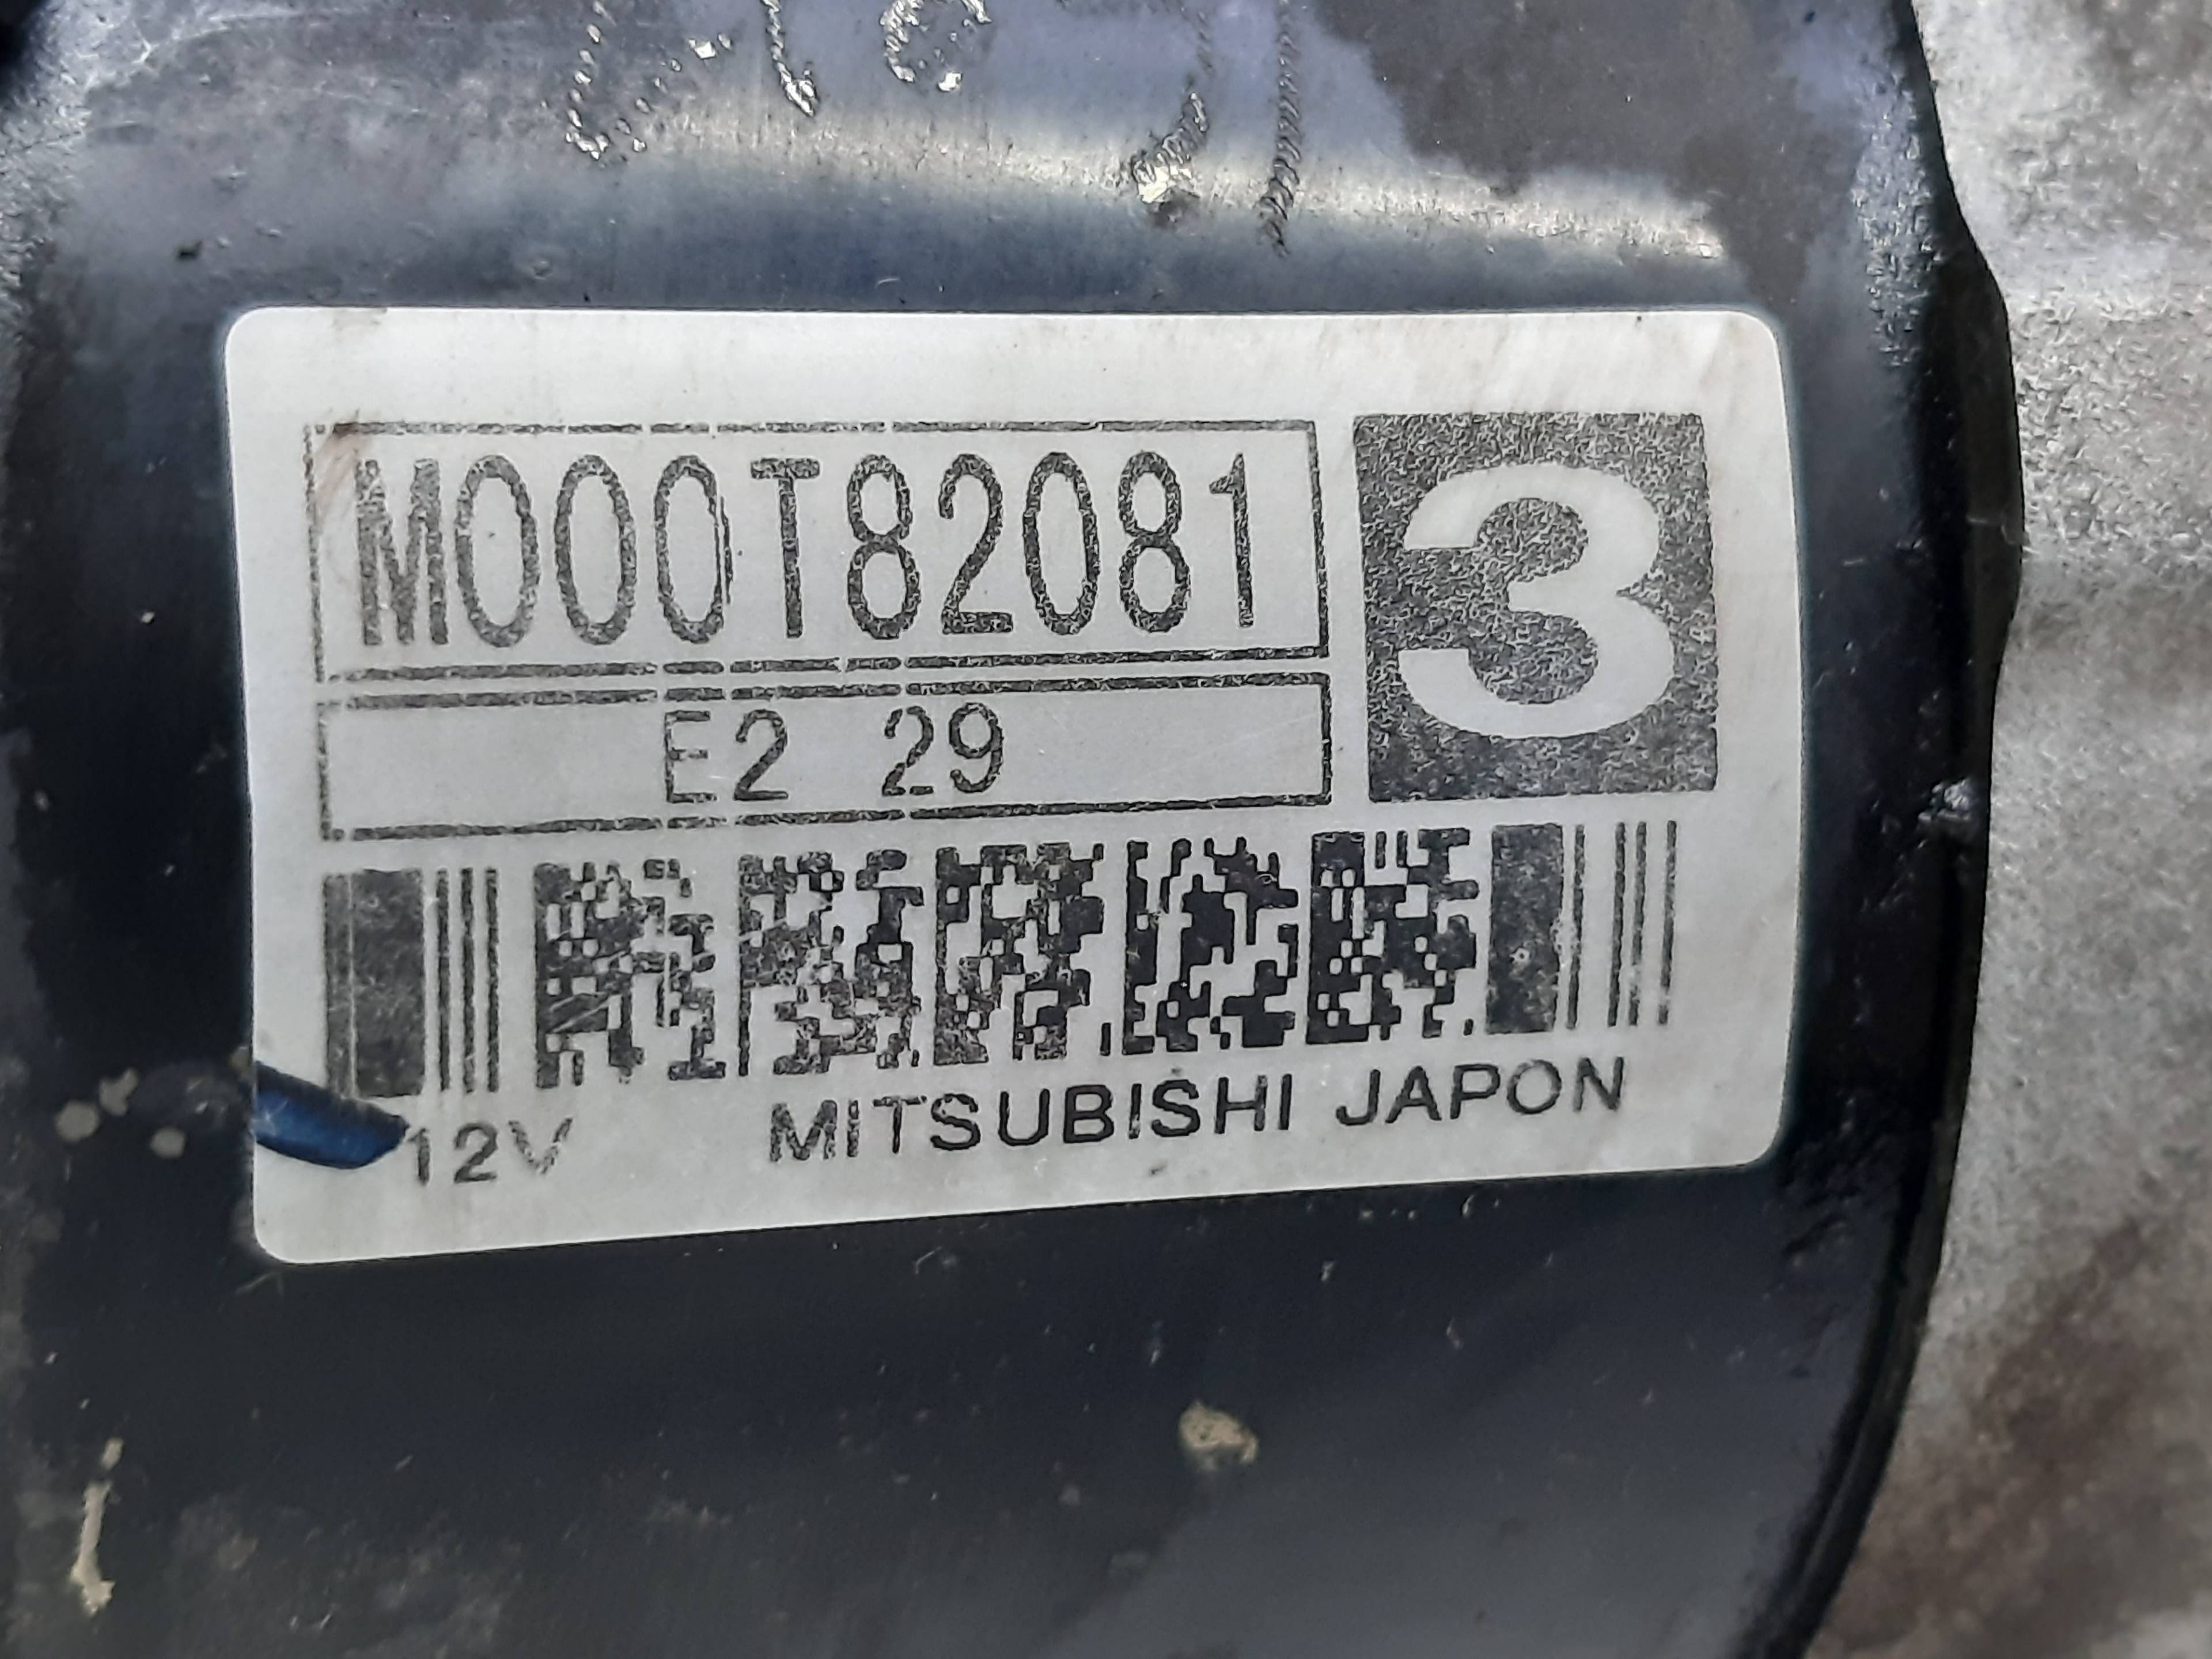 M000T82081
3
E2 29
12V MITSUBISHI JAPON